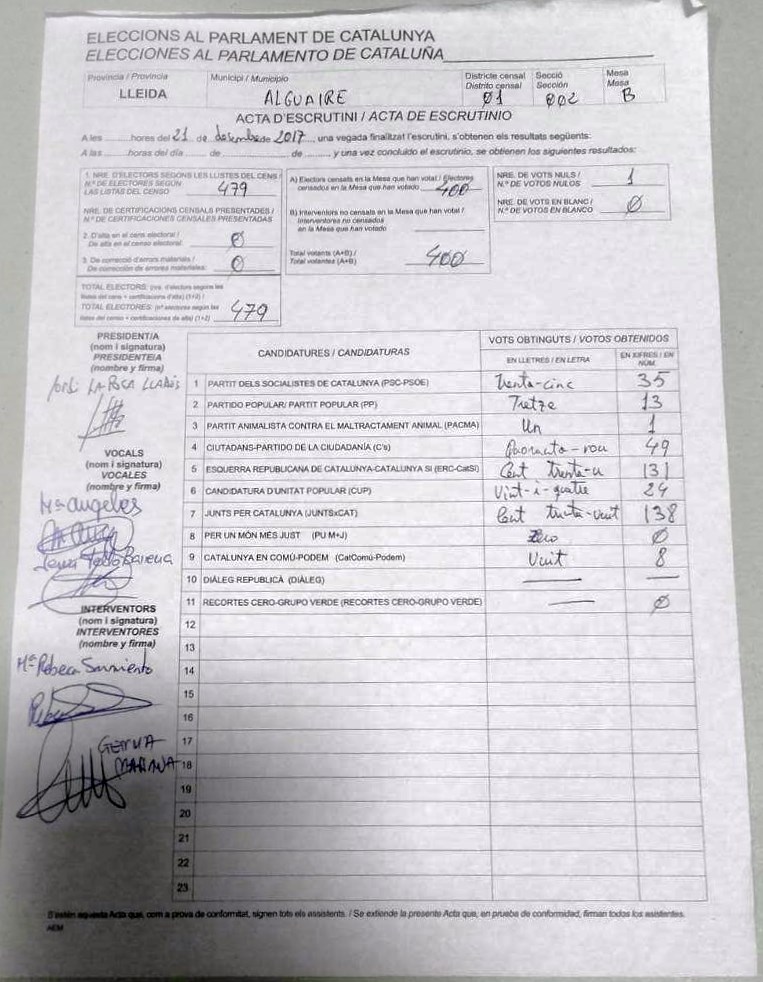 ELECCIONS AL PARLAMENT DE CATALUNYA
ELECCIONES AL PARLAMENTO DE CATALUÑA
Província / Provincia
LLEIDA
Municipi / Municipio
ALGUAIRE
Districte censal
Distrito censal
01
Secció
Sección
002
Mesa
Mesa
B
ACTA D'ESCRUTINI / ACTA DE ESCRUTINIO
A les ........ hores del 21 de desembre de 2017, una vegada finalitzat l'escrutini, s'obtenen els resultats següents:
A las ........ horas del día ........ de ........ de ........ y una vez concluido el escrutinio, se obtienen los siguientes resultados:
1. NRE. D'ELECTORS SEGONS LES LLISTES DEL CENS /
N.º DE ELECTORES SEGÚN
LAS LISTAS DEL CENSO 479
NRE. DE CERTIFICACIONS CENSALS PRESENTADES /
N.º DE CERTIFICACIONES CENSALES PRESENTADAS
2. D'alta en el cens electoral /
De alta en el censo electoral 0
3. De correcció d'errors materials /
De corrección de errores materiales 0
TOTAL ELECTORS: (nre. d'electors segons les
llistes del cens + certificacions d'alta) (1+2) /
TOTAL ELECTORES: (nº electores según las
listas del censo + certificaciones de alta) (1+2) 479
A) Electors censats en la Mesa que han votat / Electores
censados en la Mesa que han votado 400
B) Interventors no censats en la Mesa que han votat /
Interventores no censados
en la Mesa que han votado
Total votants (A+B) /
Total votantes (A+B) 400
NRE. DE VOTS NULS /
N.º DE VOTOS NULOS 1
NRE. DE VOTS EN BLANC /
N.º DE VOTOS EN BLANCO 0
PRESIDENT/A
(nom i signatura)
PRESIDENTE/A
(nombre y firma)
VOCALS
(nom i signatura)
VOCALES
(nombre y firma)
Mª Angeles
INTERVENTORS
(nom i signatura)
INTERVENTORES
(nombre y firma)
Mª Rebeca Sarmiento
GEMMA
CANDIDATURES / CANDIDATURAS
VOTS OBTINGUTS / VOTOS OBTENIDOS
EN LLETRES / EN LETRA
EN XIFRES / EN NÚM.
1 PARTIT DELS SOCIALISTES DE CATALUNYA (PSC-PSOE) trenta-cinc 35
2 PARTIDO POPULAR/ PARTIT POPULAR (PP) Tretze 13
3 PARTIT ANIMALISTA CONTRA EL MALTRACTAMENT ANIMAL (PACMA) Un 1
4 CIUTADANS-PARTIDO DE LA CIUDADANÍA (C's) Quaranta-nou 49
5 ESQUERRA REPUBLICANA DE CATALUNYA-CATALUNYA SÍ (ERC-CatSí) Cent trenta-u 131
6 CANDIDATURA D'UNITAT POPULAR (CUP) Vint-i-quatre 24
7 JUNTS PER CATALUNYA (JUNTSxCAT) Cent trenta-vuit 138
8 PER UN MÓN MÉS JUST (PU M+J) Zero 0
9 CATALUNYA EN COMÚ-PODEM (CatComú-Podem) Vuit 8
10 DIÀLEG REPUBLICÀ (DIÀLEG) — —
11 RECORTES CERO-GRUPO VERDE (RECORTES CERO-GRUPO VERDE) — 0
12
13
14
15
16
17
18
19
20
21
22
23
S'estén aquesta Acta que, com a prova de conformitat, signen tots els assistents. / Se extiende la presente Acta que, en prueba de conformidad, firman todos los asistentes.